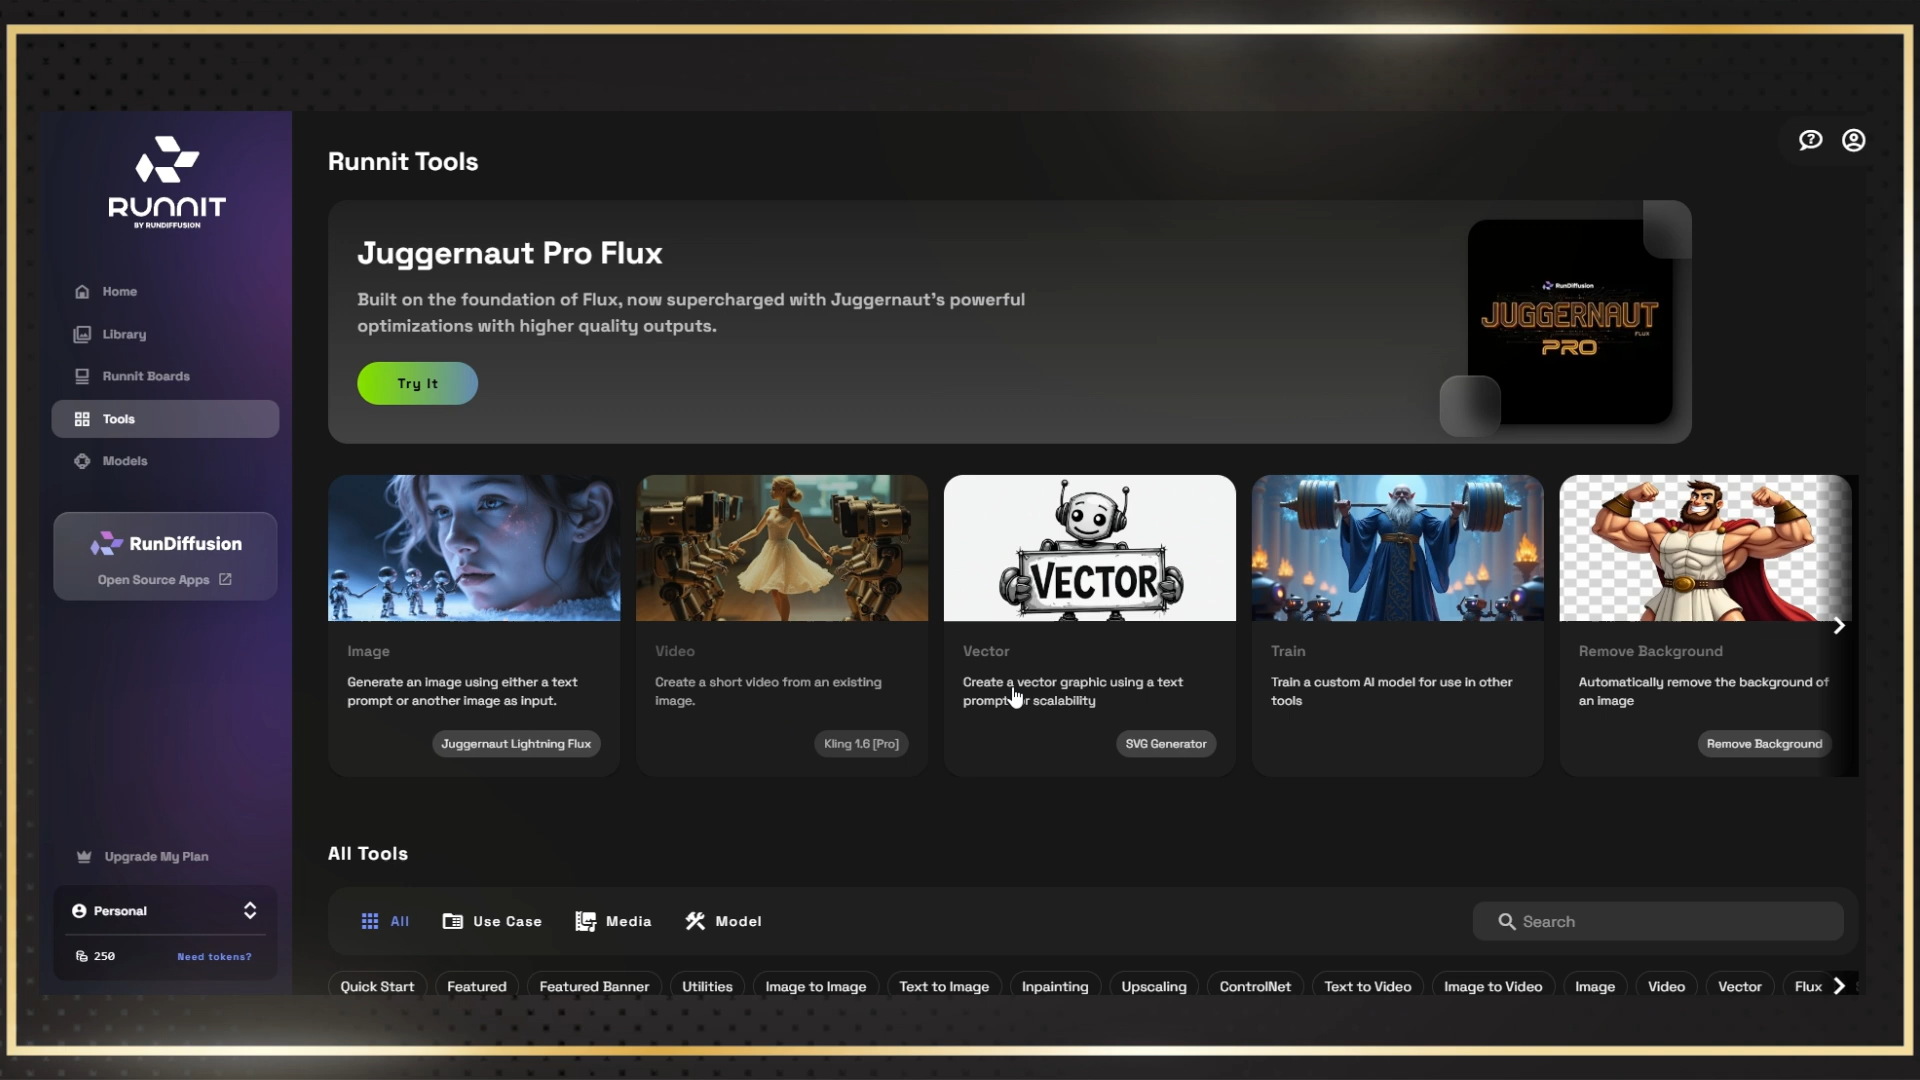 RUNNIT
BY RUNDIFFUSION
Home
Library
Runnit Boards
Tools
Models
RunDiffusion
Open Source Apps
Upgrade My Plan
Personal
250
Need tokens?
Runnit Tools
Juggernaut Pro Flux
Built on the foundation of Flux, now supercharged with Juggernaut's powerful
optimizations with higher quality outputs.
Try It
RunDiffusion
JUGGERNAUT
FLUX
PRO
Image
Generate an image using either a text
prompt or another image as input.
Juggernaut Lightning Flux
Video
Create a short video from an existing
image.
Kling 1.6 [Pro]
VECTOR
Vector
Create a vector graphic using a text
prompt scalability
SVG Generator
Train
Train a custom AI model for use in other
tools
Remove Background
Automatically remove the background of
an image
Remove Background
All Tools
All
Use Case
Media
Model
Search
Quick Start
Featured
Featured Banner
Utilities
Image to Image
Text to Image
Inpainting
Upscaling
ControlNet
Text to Video
Image to Video
Image
Video
Vector
Flux